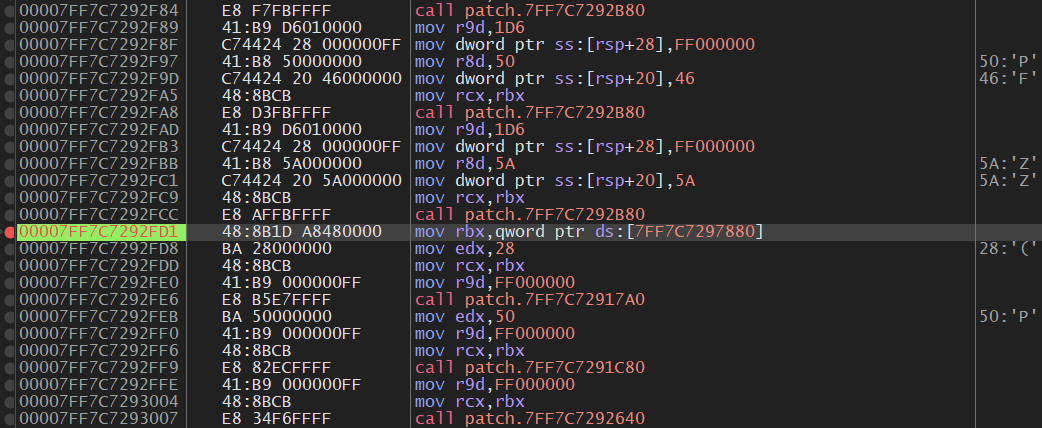 00007FF7C7292F84 E8 F7FBFFFF call patch.7FF7C7292B80
00007FF7C7292F89 41:B9 D6010000 mov r9d,1D6
00007FF7C7292F8F C74424 28 000000FF mov dword ptr ss:[rsp+28],FF000000
00007FF7C7292F97 41:B8 50000000 mov r8d,50 50:'P'
00007FF7C7292F9D C74424 20 46000000 mov dword ptr ss:[rsp+20],46 46:'F'
00007FF7C7292FA5 48:8BCB mov rcx,rbx
00007FF7C7292FA8 E8 D3FBFFFF call patch.7FF7C7292B80
00007FF7C7292FAD 41:B9 D6010000 mov r9d,1D6
00007FF7C7292FB3 C74424 28 000000FF mov dword ptr ss:[rsp+28],FF000000
00007FF7C7292FBB 41:B8 5A000000 mov r8d,5A 5A:'Z'
00007FF7C7292FC1 C74424 20 5A000000 mov dword ptr ss:[rsp+20],5A 5A:'Z'
00007FF7C7292FC9 48:8BCB mov rcx,rbx
00007FF7C7292FCC E8 AFFBFFFF call patch.7FF7C7292B80
00007FF7C7292FD1 48:8B1D A8480000 mov rbx,qword ptr ds:[7FF7C7297880]
00007FF7C7292FD8 BA 28000000 mov edx,28 28:'('
00007FF7C7292FDD 48:8BCB mov rcx,rbx
00007FF7C7292FE0 41:B9 000000FF mov r9d,FF000000
00007FF7C7292FE6 E8 B5E7FFFF call patch.7FF7C72917A0
00007FF7C7292FEB BA 50000000 mov edx,50 50:'P'
00007FF7C7292FF0 41:B9 000000FF mov r9d,FF000000
00007FF7C7292FF6 48:8BCB mov rcx,rbx
00007FF7C7292FF9 E8 82ECFFFF call patch.7FF7C7291C80
00007FF7C7292FFE 41:B9 000000FF mov r9d,FF000000
00007FF7C7293004 48:8BCB mov rcx,rbx
00007FF7C7293007 E8 34F6FFFF call patch.7FF7C7292640